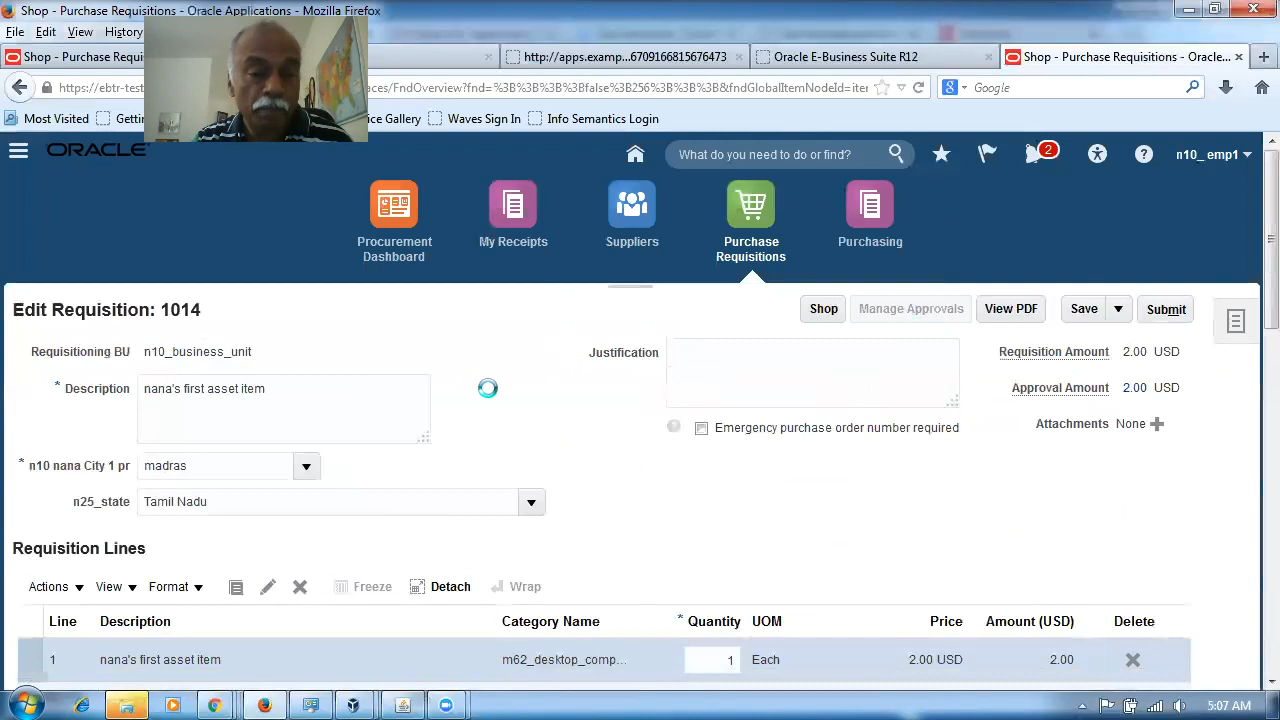 Shop - Purchase Requisitions - Oracle Applications - Mozilla Firefox
File Edit View History
Shop - Purchase Requ
http://apps.examp...6709166815676473
Oracle E-Business Suite R12
Shop - Purchase Requisitions - Oracle...
https://ebtr-te
aces/FndOverview?fnd=%3B%3B%3Bfalse%3B256%3B%3B%3B&fndGlobalItemNodeId=iter
Google
Most Visited
Gettin
ce Gallery
Waves Sign In
Info Semantics Login
ORACLE
What do you need to do or find?
2
n10_emp1
Procurement Dashboard
My Receipts
Suppliers
Purchase Requisitions
Purchasing
Edit Requisition: 1014
Shop
Manage Approvals
View PDF
Save
Submit
Requisitioning BU n10_business_unit
Justification
Requisition Amount 2.00 USD
* Description nana's first asset item
Approval Amount 2.00 USD
Emergency purchase order number required
Attachments None
* n10 nana City 1 pr madras
n25_state Tamil Nadu
Requisition Lines
Actions View Format Freeze Detach Wrap
Line Description Category Name * Quantity UOM Price Amount (USD) Delete
1 nana's first asset item m62_desktop_comp... 1 Each 2.00 USD 2.00
5:07 AM